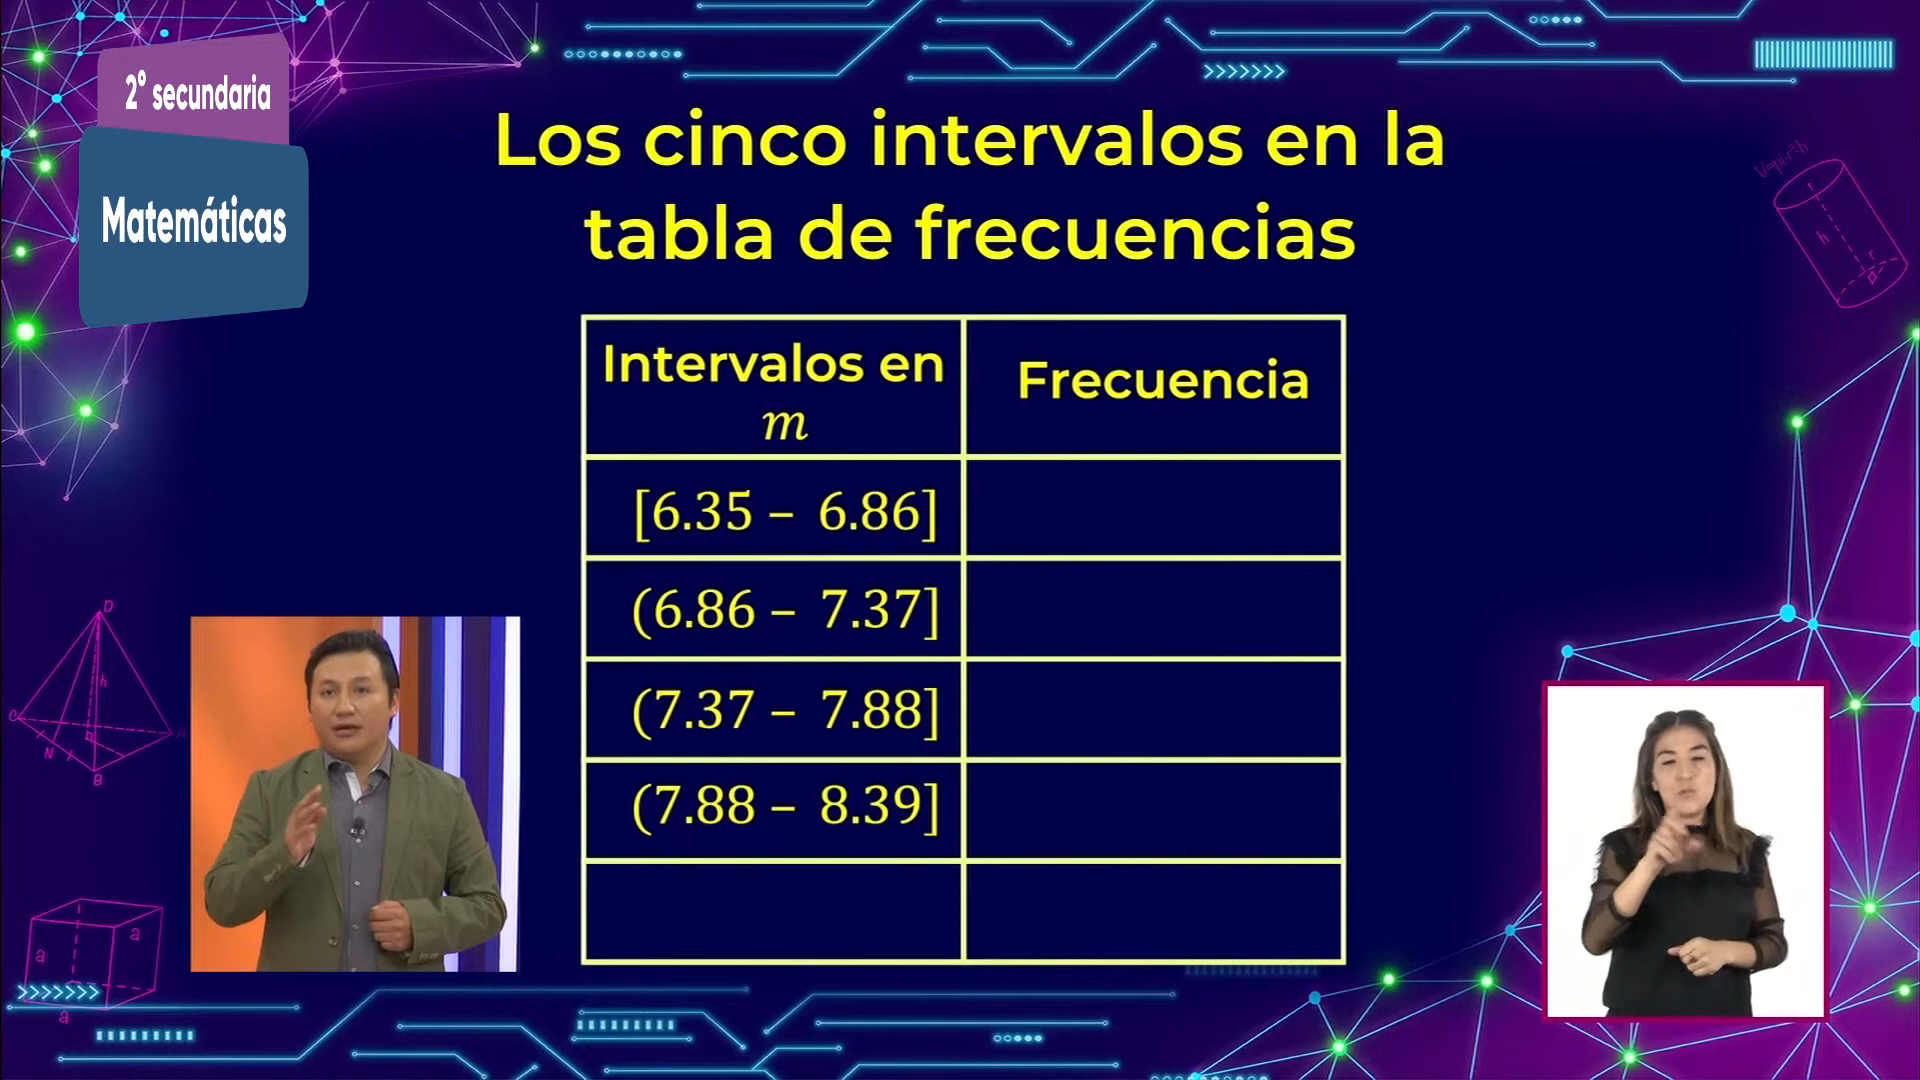 2° secundaria
Matemáticas
Los cinco intervalos en la
tabla de frecuencias
Intervalos en
m
Frecuencia
[6.35 – 6.86]
(6.86 – 7.37]
(7.37 – 7.88]
(7.88 – 8.39]
D
h
C
A
N
b
B
a
a
a
h
r